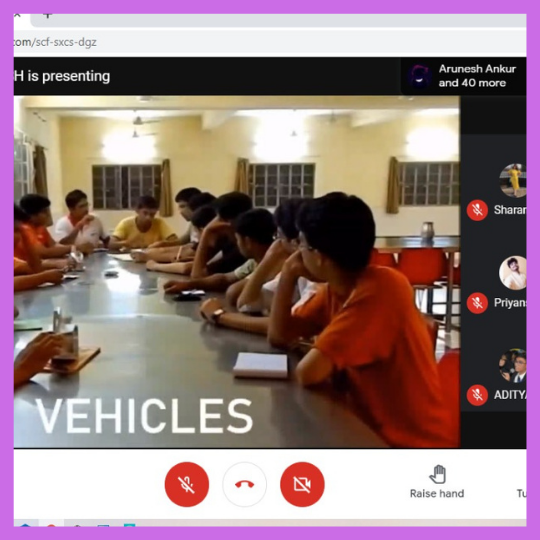 com/scf-sxcs-dgz
H is presenting
Arunesh Ankur
and 40 more
Sharan
Priyans
ADITYA
VEHICLES
Raise hand
Tu